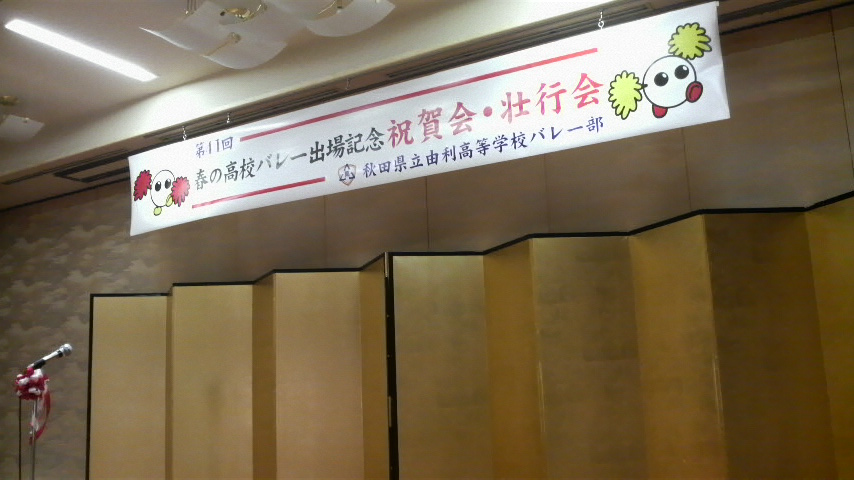 第11回
春の高校バレー出場記念祝賀会・壮行会
秋田県立由利高等学校バレー部